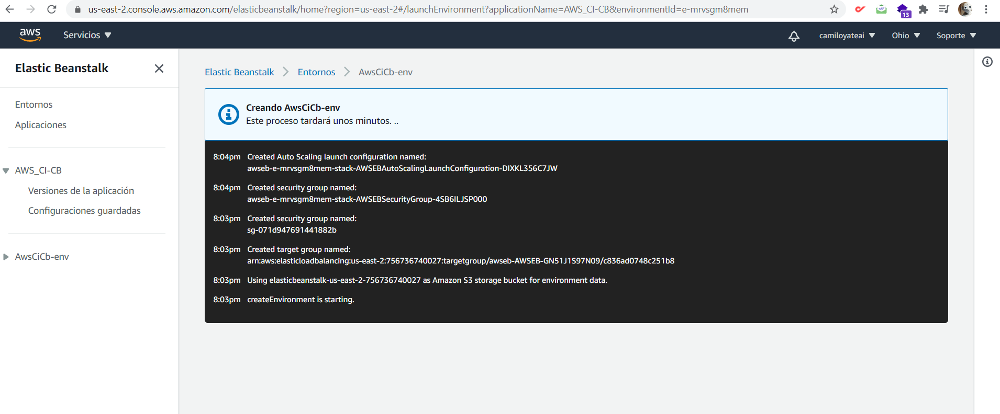 us-east-2.console.aws.amazon.com/elasticbeanstalk/home?region=us-east-2#/launchEnvironment?applicationName=AWS_CI-CB&environmentId=e-mrvsgm8mem
13
aws
Servicios
camiloyateai
Ohio
Soporte
Elastic Beanstalk
Entornos
Aplicaciones
AWS_CI-CB
Versiones de la aplicación
Configuraciones guardadas
AwsCiCb-env
Elastic Beanstalk > Entornos > AwsCiCb-env
Creando AwsCiCb-env
Este proceso tardará unos minutos. ..
8:04pm Created Auto Scaling launch configuration named:
awseb-e-mrvsgm8mem-stack-AWSEBAutoScalingLaunchConfiguration-DIXKL356C7JW
8:04pm Created security group named:
awseb-e-mrvsgm8mem-stack-AWSEBSecurityGroup-4SB6ILJSP000
8:03pm Created security group named:
sg-071d947691441882b
8:03pm Created target group named:
arn:aws:elasticloadbalancing:us-east-2:756736740027:targetgroup/awseb-AWSEB-GN51J1S97N09/c836ad0748c251b8
8:03pm Using elasticbeanstalk-us-east-2-756736740027 as Amazon S3 storage bucket for environment data.
8:03pm createEnvironment is starting.